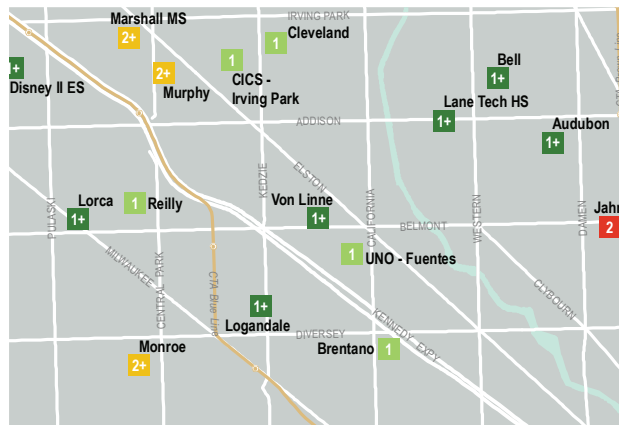 IRVING PARK
Marshall MS
2+
Cleveland
1
1+
Disney II ES
2+
Murphy
1
CICS -
Irving Park
Bell
1+
Lane Tech HS
1+
Audubon
1+
ADDISON
PULASKI
KEDZIE
ELSTON
CALIFORNIA
WESTERN
DAMEN
Lorca
1+
1
Reilly
Von Linne
1+
BELMONT
Jahn
2
MILWAUKEE
CENTRAL PARK
CTA Blue Line
1
UNO - Fuentes
CLYBOURN
1+
Logandale
DIVERSEY
KENNEDY EXPY
Brentano
1
Monroe
2+